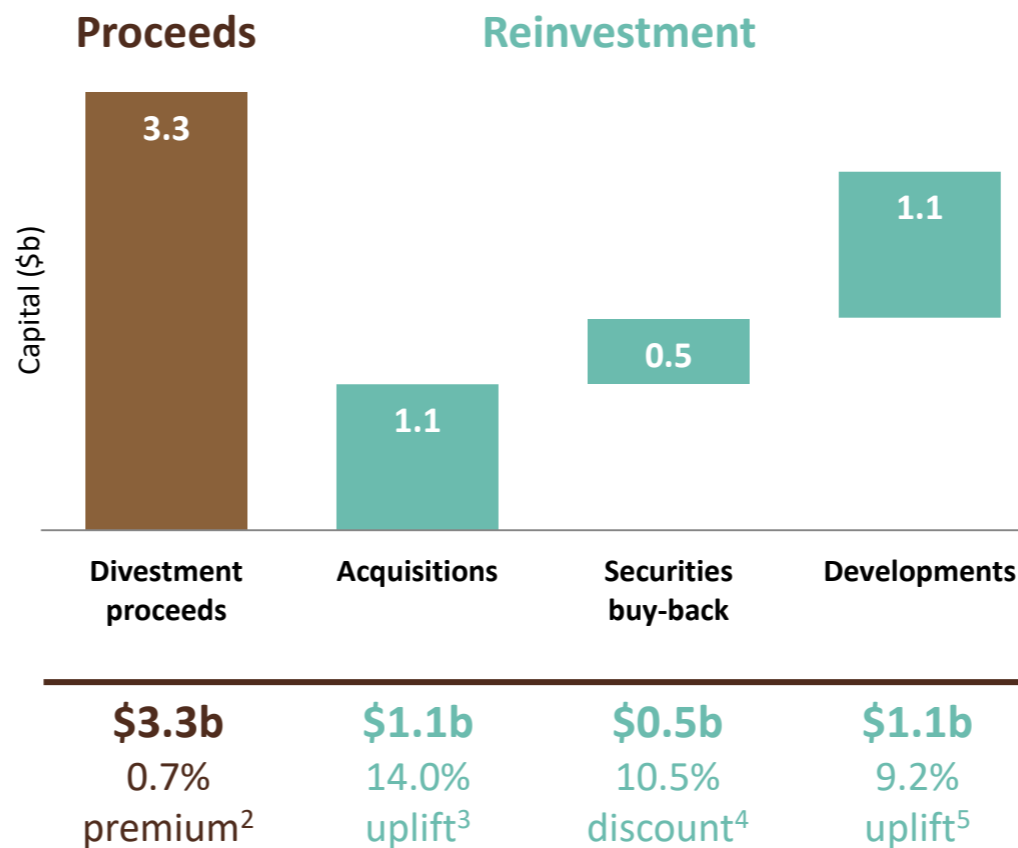 Proceeds
Reinvestment
Capital ($b)
3.3
1.1
0.5
1.1
Divestment
proceeds
Acquisitions
Securities
buy-back
Developments
$3.3b
0.7%
premium²
$1.1b
14.0%
uplift³
$0.5b
10.5%
discount⁴
$1.1b
9.2%
uplift⁵